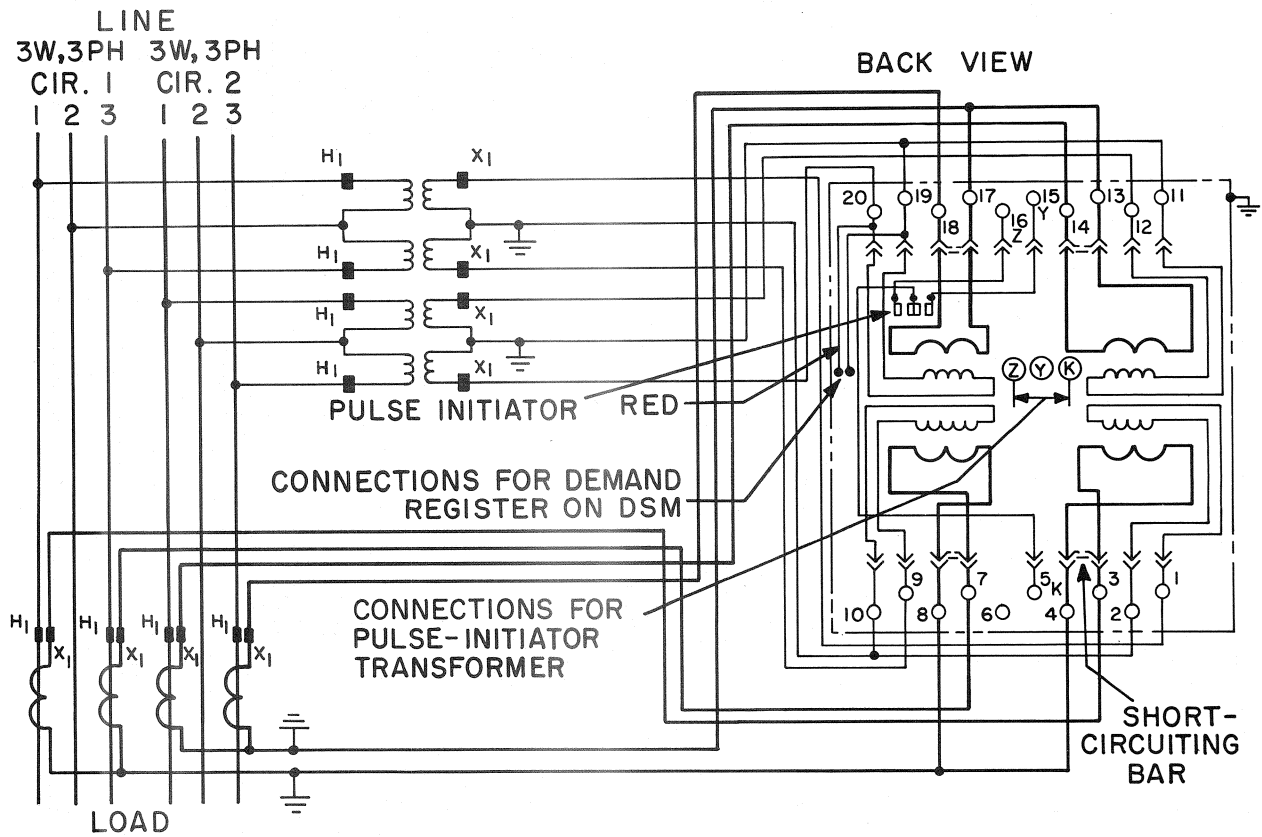 LINE
3W,3PH 3W,3PH
CIR. 1 CIR. 2
1 2 3 1 2 3
BACK VIEW
H1 X1
H1 X1
H1 X1
H1 X1
20 19 18 17 16 15 14 13 12 11
Z Y
PULSE INITIATOR
RED
Z Y K
CONNECTIONS FOR DEMAND
REGISTER ON DSM
CONNECTIONS FOR
PULSE-INITIATOR
TRANSFORMER
10 9 8 7 6 5 K 4 3 2 1
H1 H1 H1 H1
X1 X1 X1 X1
SHORT-
CIRCUITING
BAR
LOAD